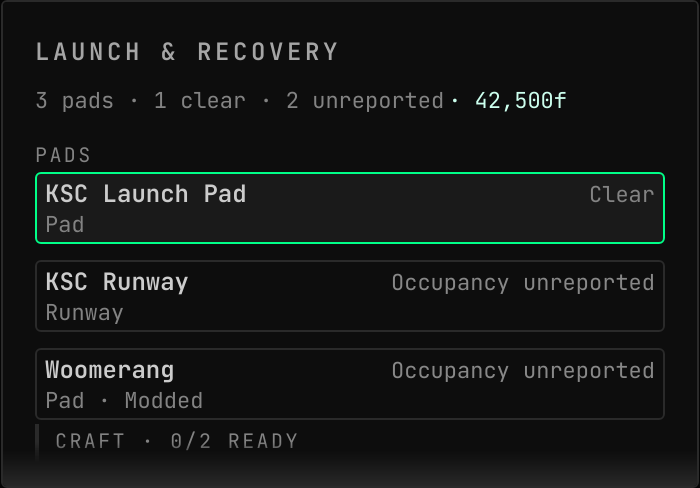 LAUNCH & RECOVERY
3 pads · 1 clear · 2 unreported · 42,500f
PADS
KSC Launch Pad Clear
Pad
KSC Runway Occupancy unreported
Runway
Woomerang Occupancy unreported
Pad · Modded
CRAFT · 0/2 READY